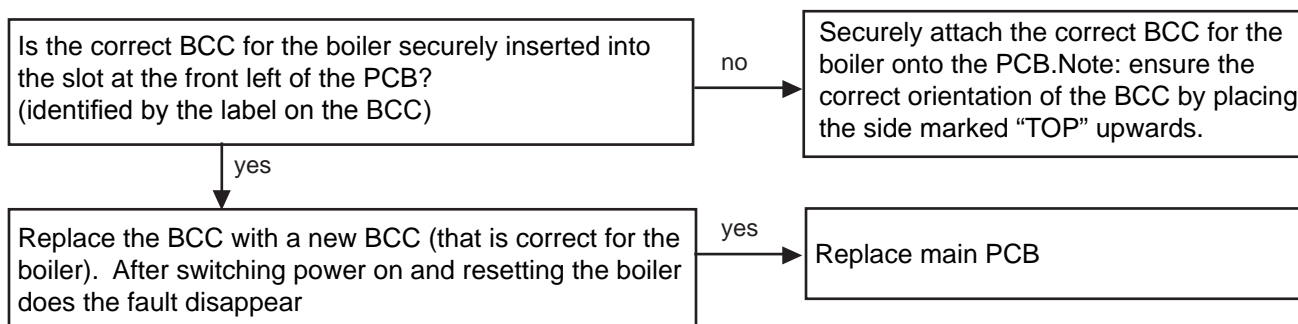 Is the correct BCC for the boiler securely inserted into
the slot at the front left of the PCB?
(identified by the label on the BCC)
no
Securely attach the correct BCC for the
boiler onto the PCB.Note: ensure the
correct orientation of the BCC by placing
the side marked “TOP” upwards.
yes
Replace the BCC with a new BCC (that is correct for the
boiler).  After switching power on and resetting the boiler
does the fault disappear
yes
Replace main PCB